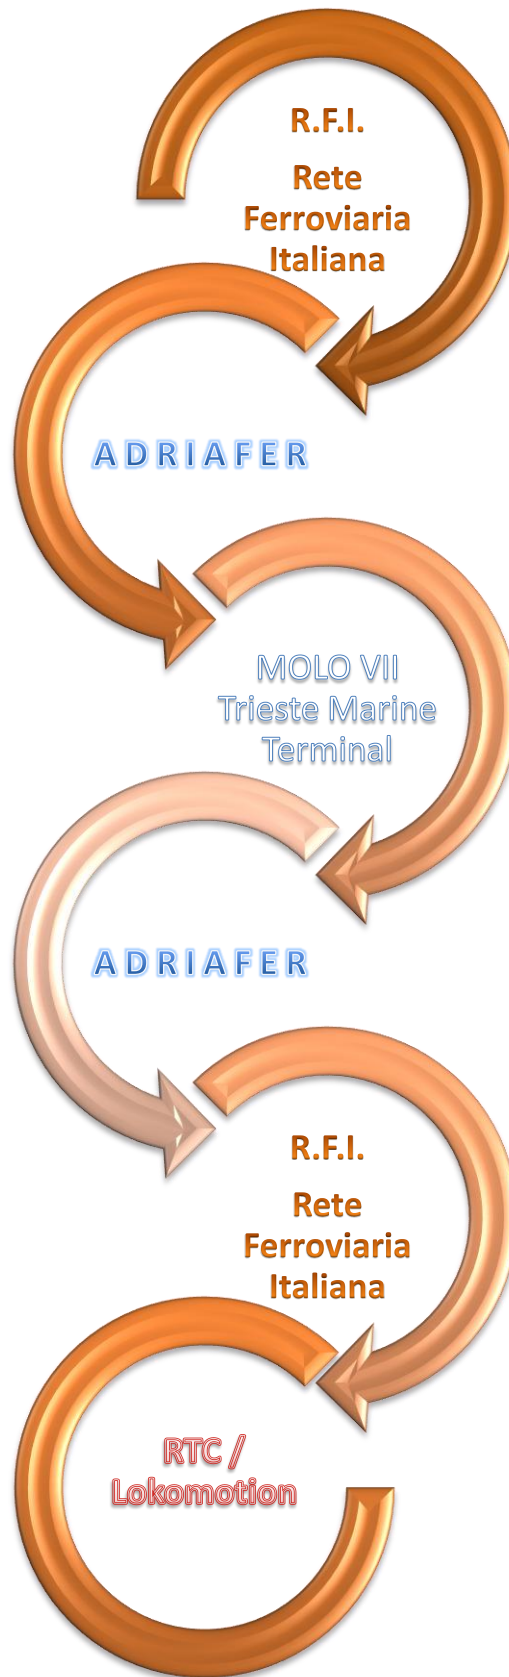 R.F.I.
Rete
Ferroviaria
Italiana
ADRIAFER
MOLO VII
Trieste Marine
Terminal
ADRIAFER
R.F.I.
Rete
Ferroviaria
Italiana
RTC /
Lokomotion